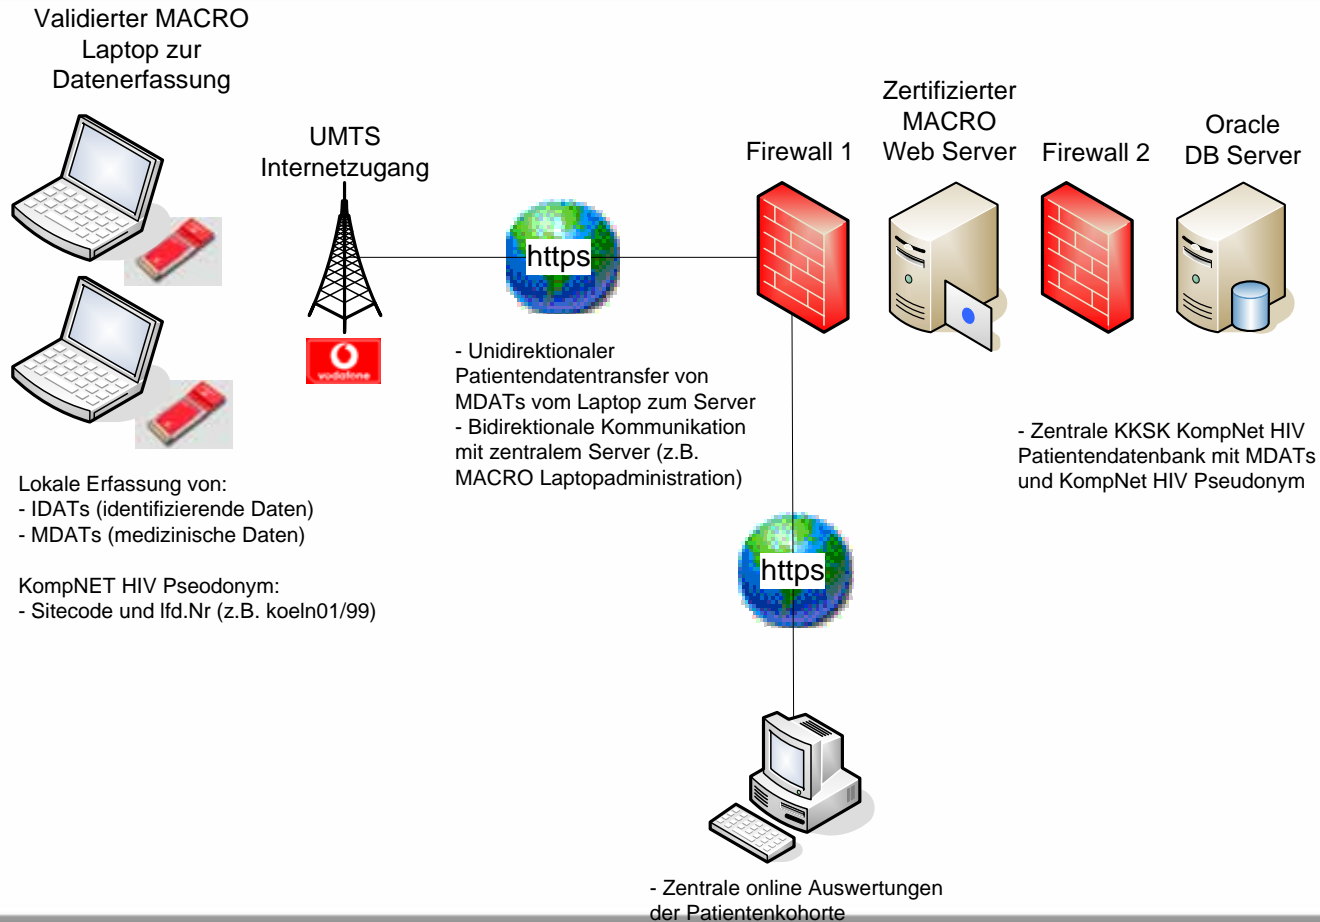 Validierter MACRO
Laptop zur
Datenerfassung
UMTS
Internetzugang
vodafone
https
Firewall 1
Zertifizierter
MACRO
Web Server
Firewall 2
Oracle
DB Server
- Unidirektionaler
Patientendatentransfer von
MDATs vom Laptop zum Server
- Bidirektionale Kommunikation
mit zentralem Server (z.B.
MACRO Laptopadministration)
- Zentrale KKSK KompNet HIV
Patientendatenbank mit MDATs
und KompNet HIV Pseudonym
Lokale Erfassung von:
- IDATs (identifizierende Daten)
- MDATs (medizinische Daten)
KompNET HIV Pseodonym:
- Sitecode und lfd.Nr (z.B. koeln01/99)
https
- Zentrale online Auswertungen
der Patientenkohorte